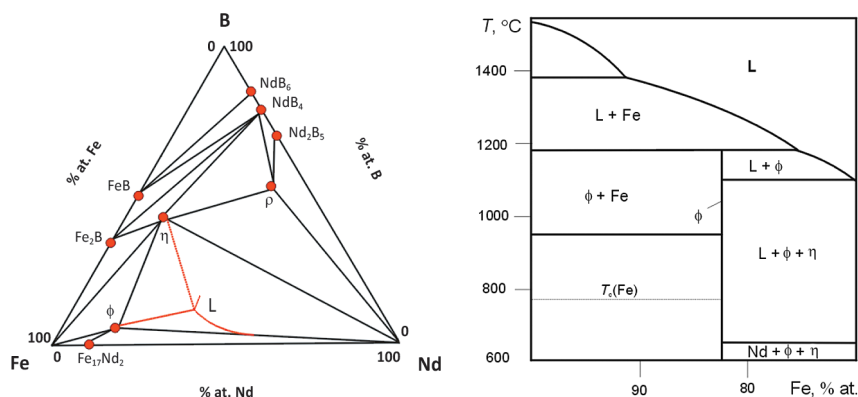 B
0 100
NdB₆
NdB₄
Nd₂B₅
% at. Fe
% at. B
FeB
ρ
Fe₂B
η
ϕ
L
100
0
Fe
0
100
Nd
Fe₁₇Nd₂
% at. Nd
T, °C
1400
L
L + Fe
1200
L + ϕ
ϕ + Fe
1000
ϕ
L + ϕ + η
800
Tc(Fe)
Nd + ϕ + η
600
90
80
Fe, % at.